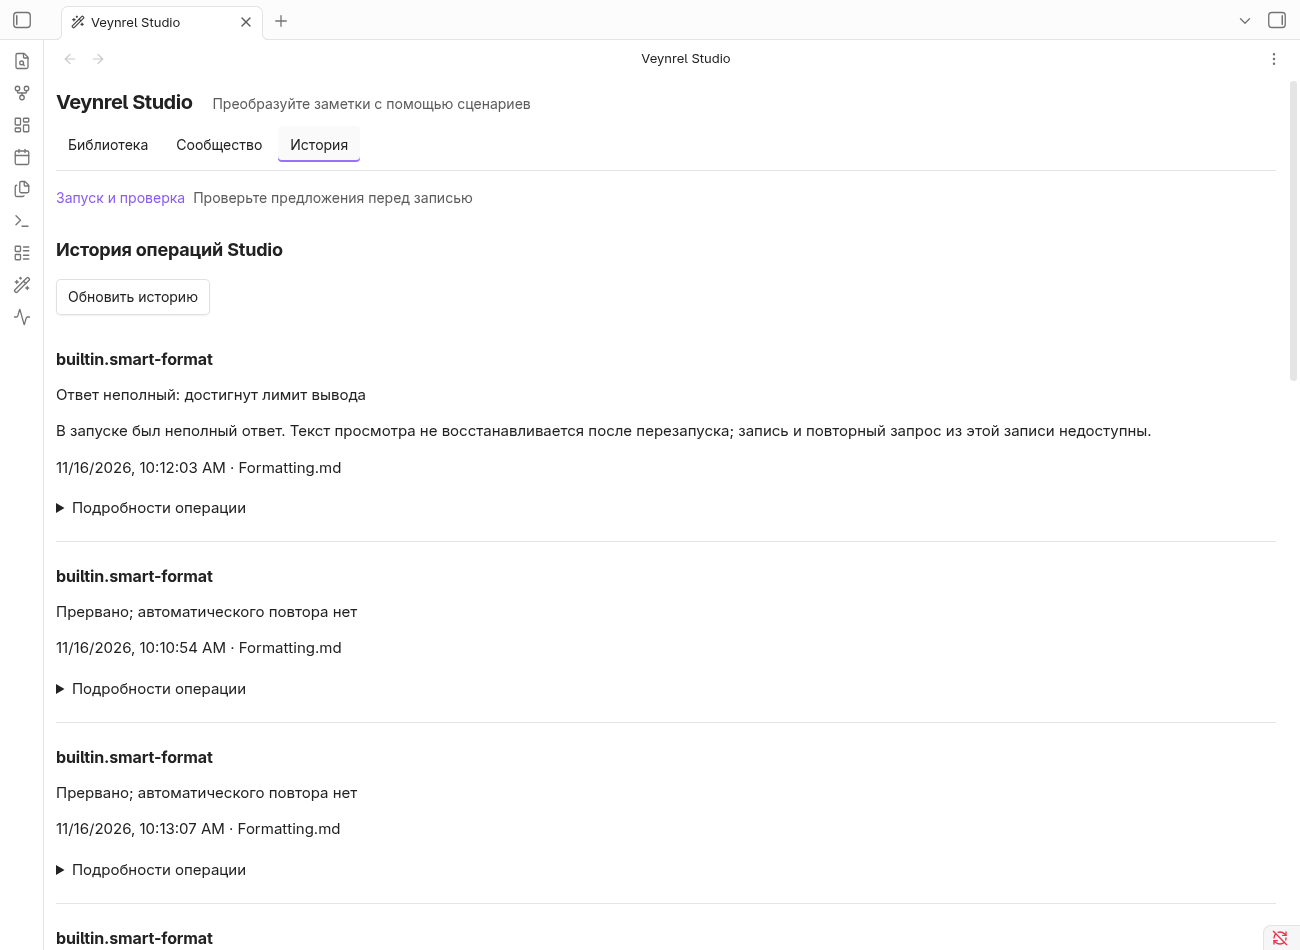 Veynrel Studio
Veynrel Studio
Veynrel Studio Преобразуйте заметки с помощью сценариев
Библиотека Сообщество История
Запуск и проверка Проверьте предложения перед записью
История операций Studio
Обновить историю
builtin.smart-format
Ответ неполный: достигнут лимит вывода
В запуске был неполный ответ. Текст просмотра не восстанавливается после перезапуска; запись и повторный запрос из этой записи недоступны.
11/16/2026, 10:12:03 AM · Formatting.md
Подробности операции
builtin.smart-format
Прервано; автоматического повтора нет
11/16/2026, 10:10:54 AM · Formatting.md
Подробности операции
builtin.smart-format
Прервано; автоматического повтора нет
11/16/2026, 10:13:07 AM · Formatting.md
Подробности операции
builtin.smart-format